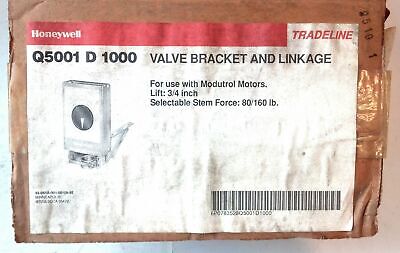 Honeywell
TRADELINE
Q5001 D 1000 VALVE BRACKET AND LINKAGE
For use with Modutrol Motors.
Lift: 3/4 inch
Selectable Stem Force: 80/160 lb.